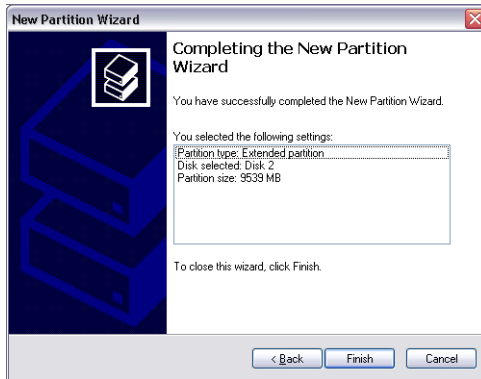 New Partition Wizard
Completing the New Partition
Wizard
You have successfully completed the New Partition Wizard.
You selected the following settings:
Partition type: Extended partition
Disk selected: Disk 2
Partition size: 9539 MB
To close this wizard, click Finish.
< Back
Finish
Cancel